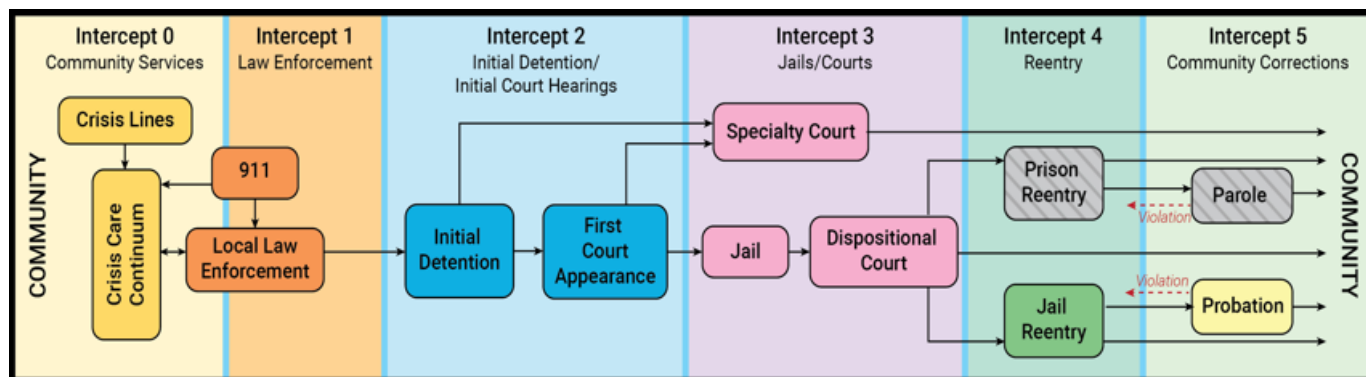 Intercept 0
Community Services
Intercept 1
Law Enforcement
Intercept 2
Initial Detention/
Initial Court Hearings
Intercept 3
Jails/Courts
Intercept 4
Reentry
Intercept 5
Community Corrections
COMMUNITY
Crisis Lines
Crisis Care
Continuum
911
Local Law
Enforcement
Initial
Detention
First
Court
Appearance
Specialty Court
Jail
Dispositional
Court
Prison
Reentry
Violation
Parole
Jail
Reentry
Violation
Probation
COMMUNITY